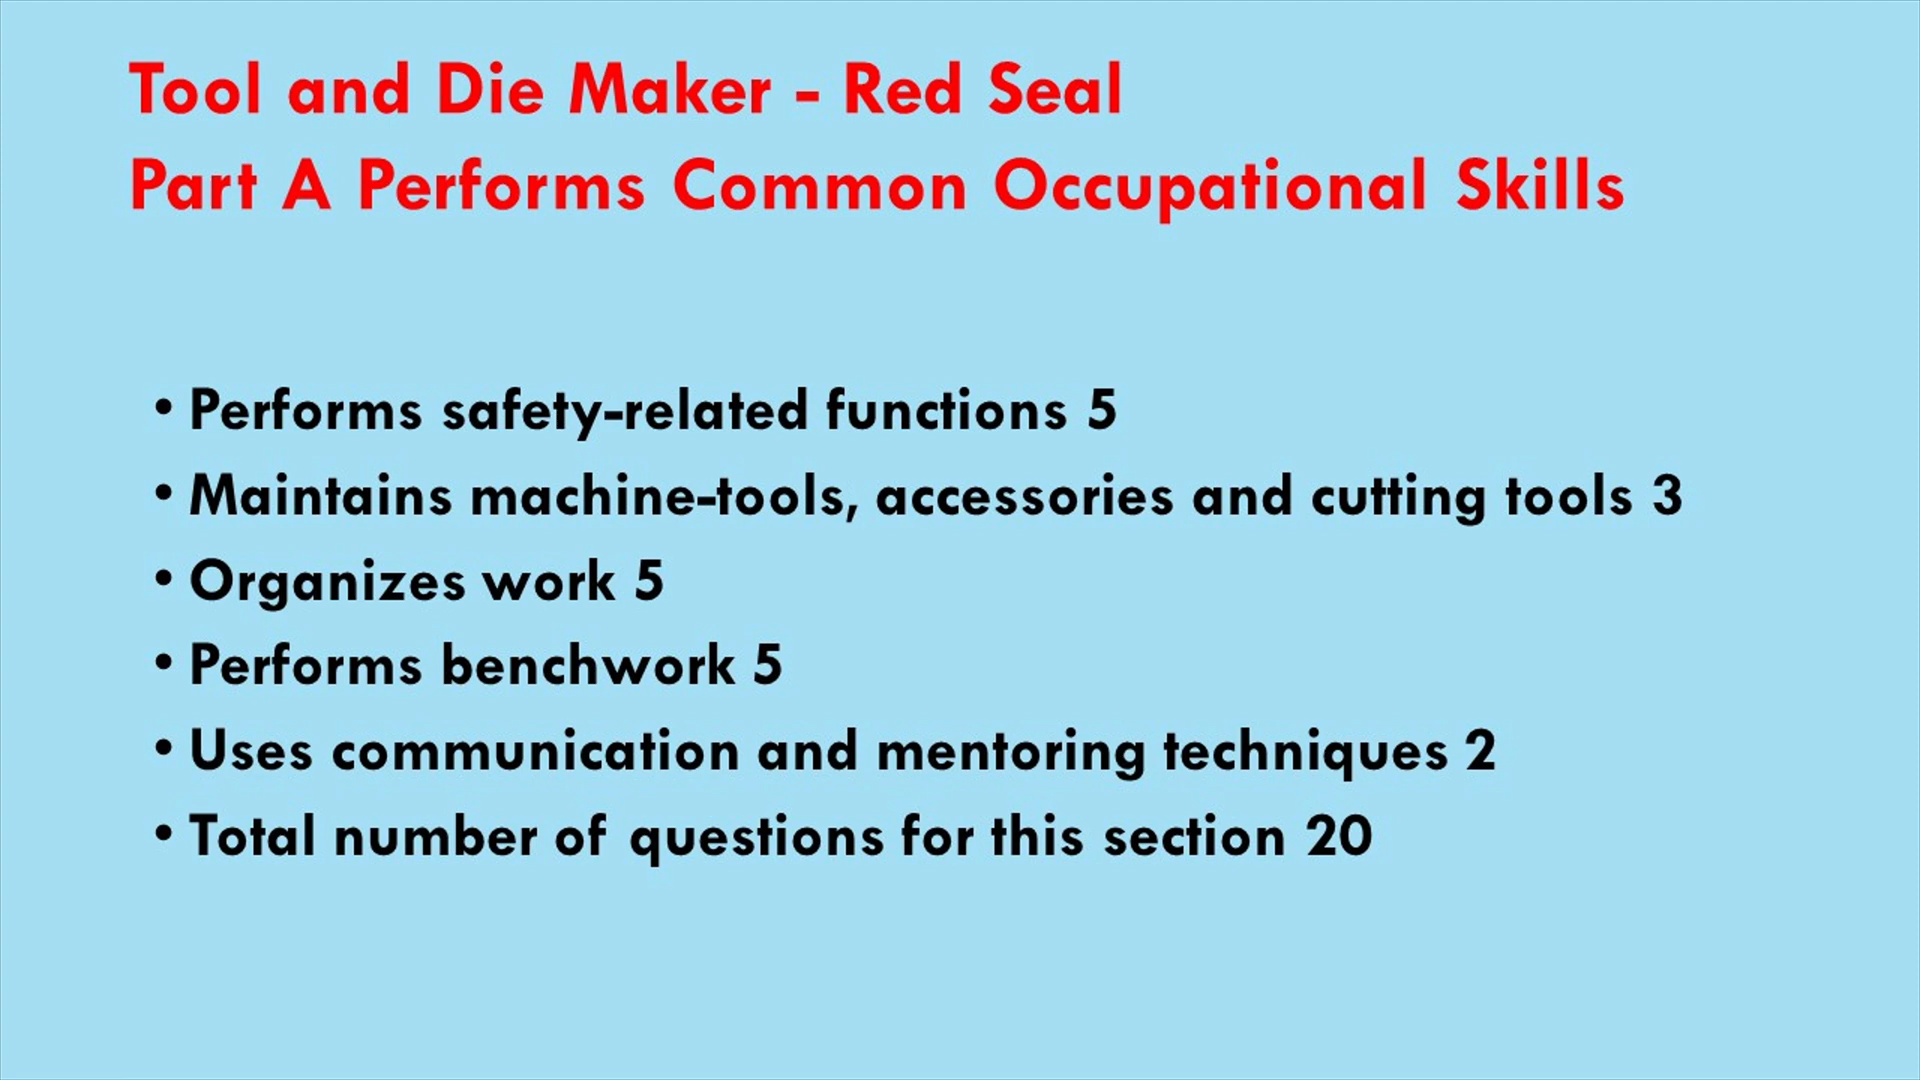 Tool and Die Maker - Red Seal
Part A Performs Common Occupational Skills
• Performs safety-related functions 5
• Maintains machine-tools, accessories and cutting tools 3
• Organizes work 5
• Performs benchwork 5
• Uses communication and mentoring techniques 2
• Total number of questions for this section 20